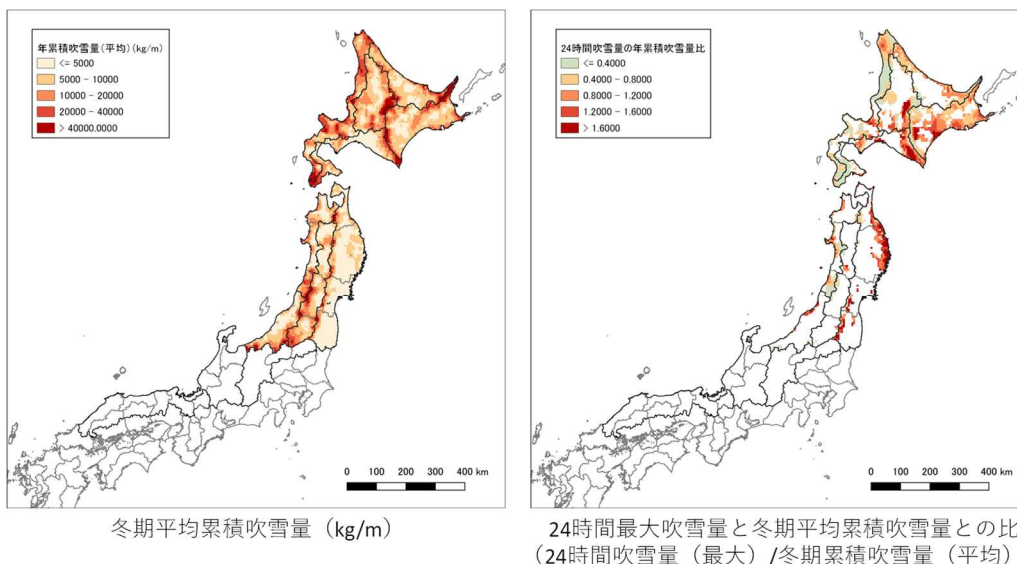 年累積吹雪量(平均)(kg/m)
<= 5000
5000 - 10000
10000 - 20000
20000 - 40000
> 40000.0000
0 100 200 300 400 km
冬期平均累積吹雪量（kg/m）
24時間吹雪量の年累積吹雪量比
<= 0.4000
0.4000 - 0.8000
0.8000 - 1.2000
1.2000 - 1.6000
> 1.6000
0 100 200 300 400 km
24時間最大吹雪量と冬期平均累積吹雪量との比
（24時間吹雪量（最大）/冬期累積吹雪量（平均）